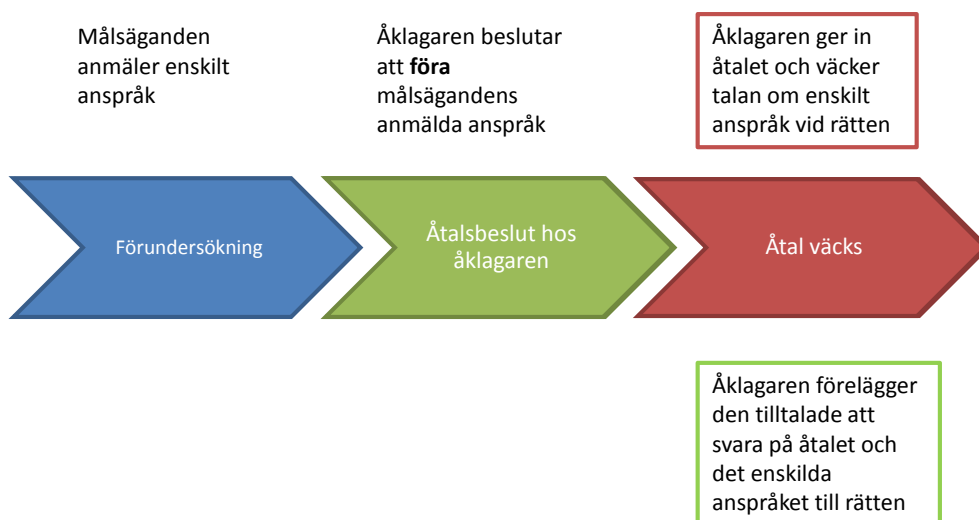 Målsäganden
anmäler enskilt
anspråk
Åklagaren beslutar
att föra
målsägandens
anmälda anspråk
Åklagaren ger in
åtalet och väcker
talan om enskilt
anspråk vid rätten
Förundersökning
Åtalsbeslut hos
åklagaren
Åtal väcks
Åklagaren förelägger
den tilltalade att
svara på åtalet och
det enskilda
anspråket till rätten